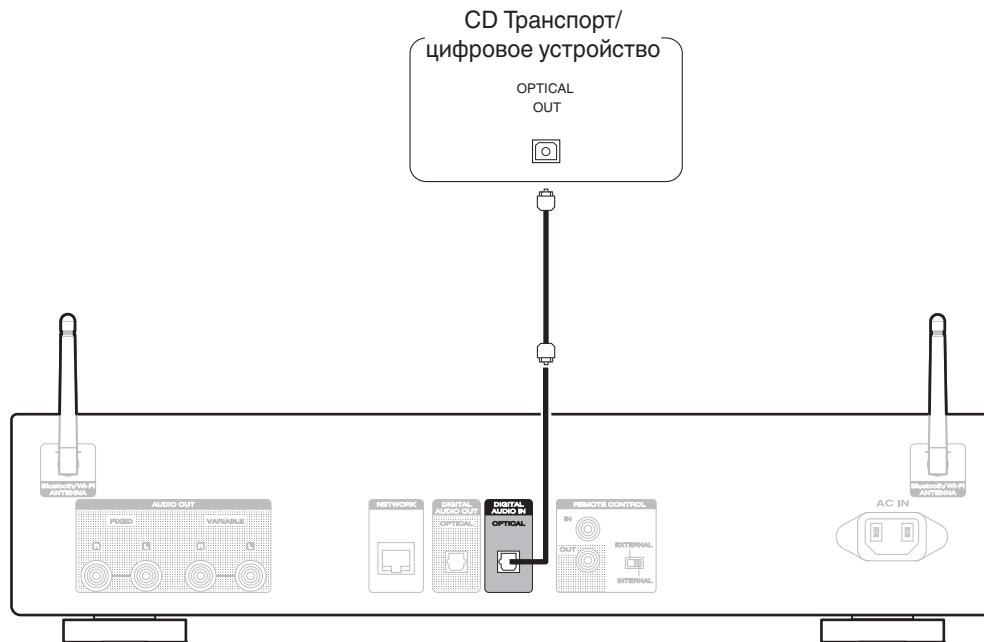 CD Транспорт/
цифровое устройство
OPTICAL
OUT
Bluetooth/Wi-Fi
ANTENNA
AUDIO OUT
FIXED
VARIABLE
R
L
R
L
NETWORK
DIGITAL
AUDIO OUT
OPTICAL
DIGITAL
AUDIO IN
OPTICAL
REMOTE CONTROL
IN
OUT
EXTERNAL
INTERNAL
AC IN
Bluetooth/Wi-Fi
ANTENNA